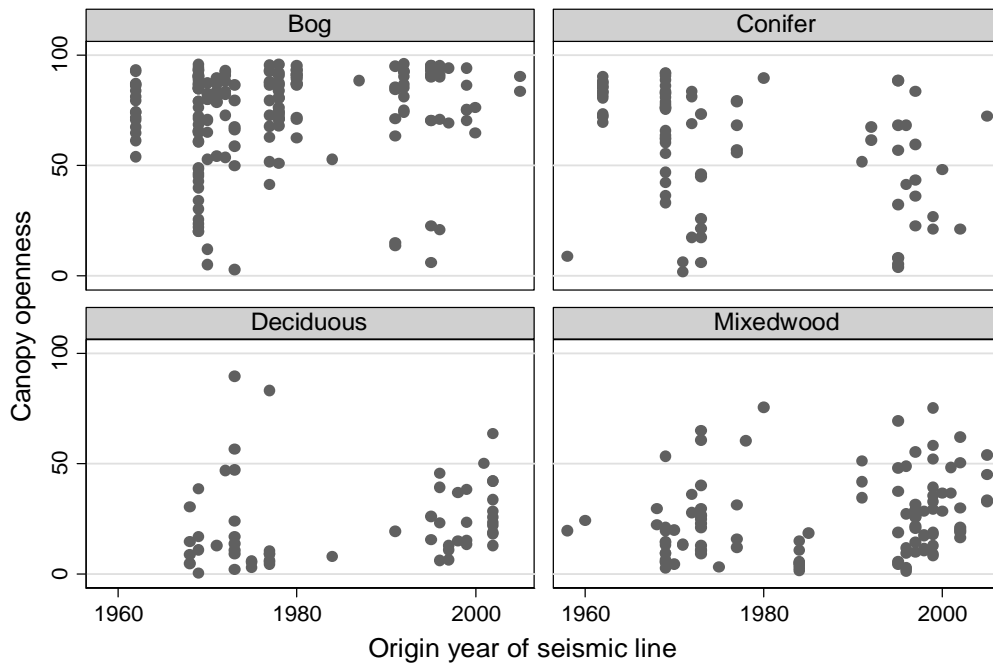 Bog
Conifer
100
50
0
Deciduous
Mixedwood
100
50
0
1960
1980
2000
1960
1980
2000
Canopy openness
Origin year of seismic line